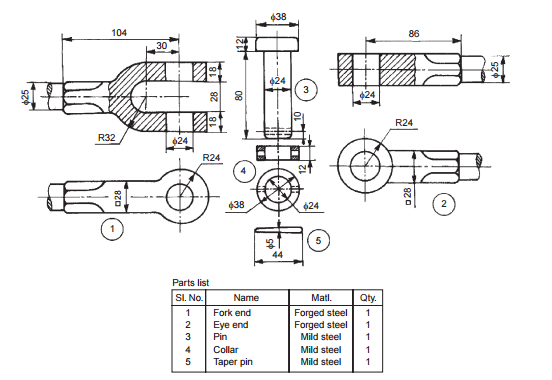 104
30
18
28
18
ϕ25
R32
ϕ24
R24
□28
1
ϕ38
12
ϕ24
3
80
10
4
12
ϕ38
ϕ24
ϕ5
5
44
86
ϕ25
ϕ24
R24
□28
2
Parts list
Sl. No. Name Matl. Qty.
1 Fork end Forged steel 1
2 Eye end Forged steel 1
3 Pin Mild steel 1
4 Collar Mild steel 1
5 Taper pin Mild steel 1